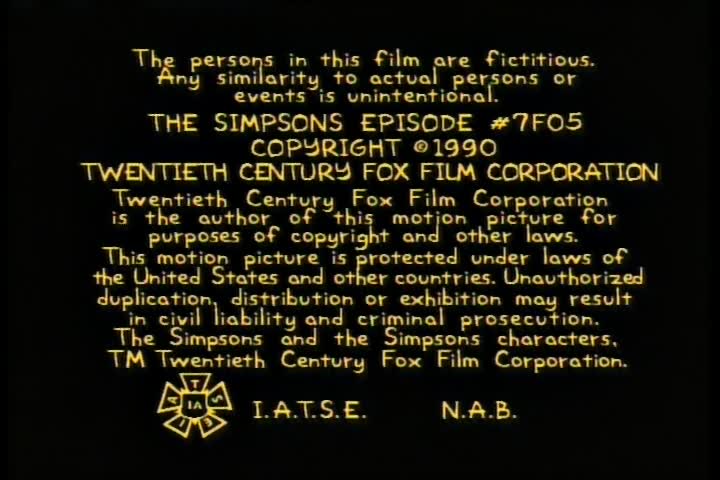 The persons in this film are fictitious.
Any similarity to actual persons or
events is unintentional.
THE SIMPSONS EPISODE #7F05
COPYRIGHT ©1990
TWENTIETH CENTURY FOX FILM CORPORATION
Twentieth Century Fox Film Corporation
is the author of this motion picture for
purposes of copyright and other laws.
This motion picture is protected under laws of
the United States and other countries. Unauthorized
duplication, distribution or exhibition may result
in civil liability and criminal prosecution.
The Simpsons and the Simpsons characters,
TM Twentieth Century Fox Film Corporation.
I.A.T.S.E. N.A.B.